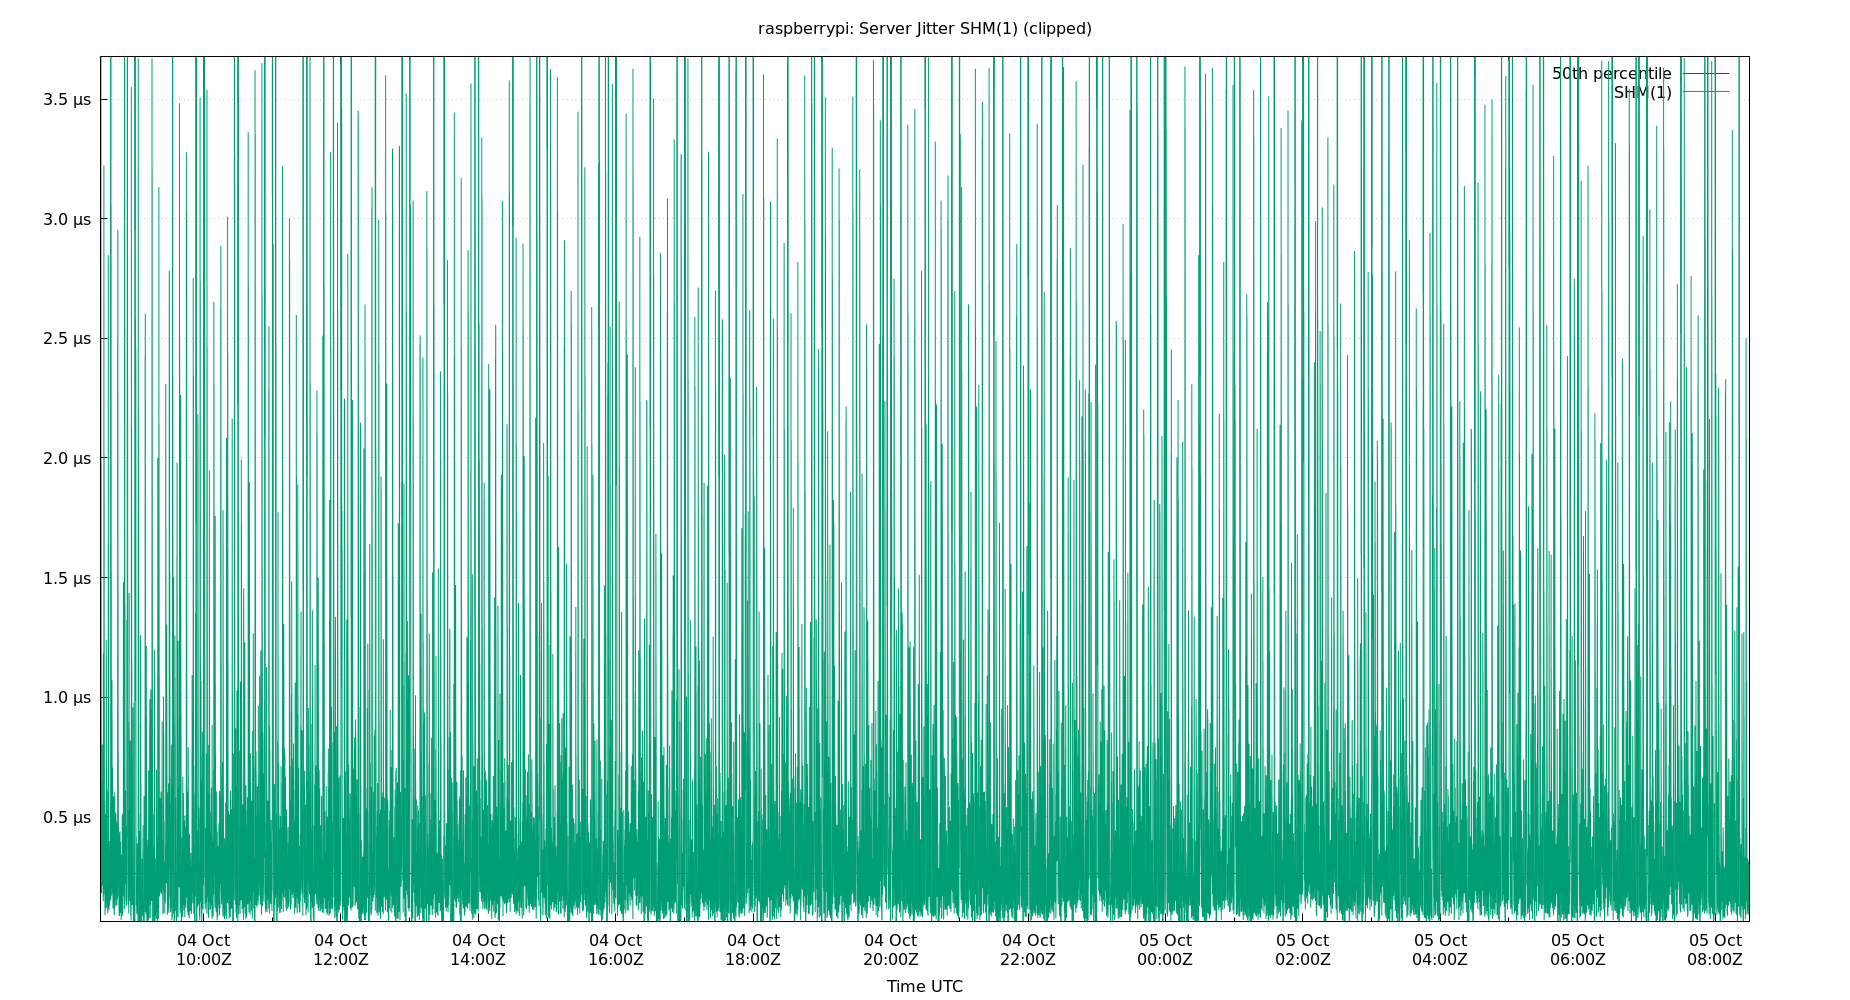 raspberrypi: Server Jitter SHM(1) (clipped)
50th percentile
SHM(1)
3.5 µs
3.0 µs
2.5 µs
2.0 µs
1.5 µs
1.0 µs
0.5 µs
04 Oct 04 Oct 04 Oct 04 Oct 04 Oct 04 Oct 04 Oct 05 Oct 05 Oct 05 Oct 05 Oct 05 Oct
10:00Z 12:00Z 14:00Z 16:00Z 18:00Z 20:00Z 22:00Z 00:00Z 02:00Z 04:00Z 06:00Z 08:00Z
Time UTC